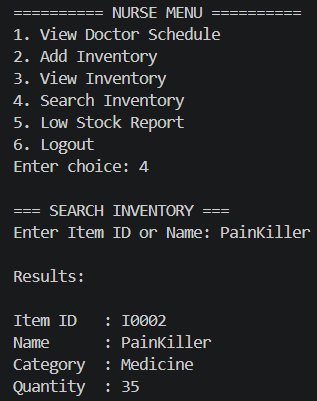 ========== NURSE MENU ==========
1. View Doctor Schedule
2. Add Inventory
3. View Inventory
4. Search Inventory
5. Low Stock Report
6. Logout
Enter choice: 4
=== SEARCH INVENTORY ===
Enter Item ID or Name: PainKiller
Results:
Item ID   : I0002
Name      : PainKiller
Category  : Medicine
Quantity  : 35